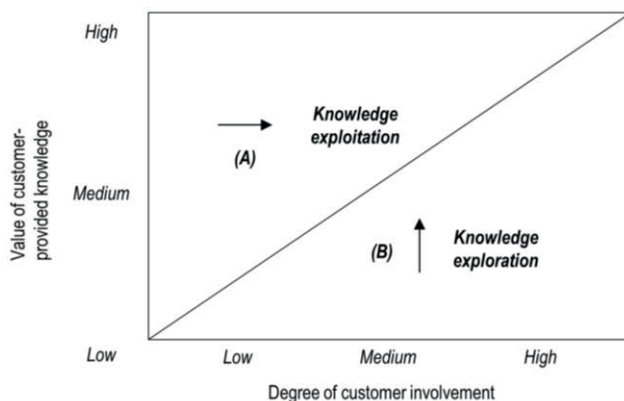 High
Knowledge
exploitation
(A)
Value of customer-
provided knowledge
Medium
(B)
Knowledge
exploration
Low
Low
Medium
High
Degree of customer involvement